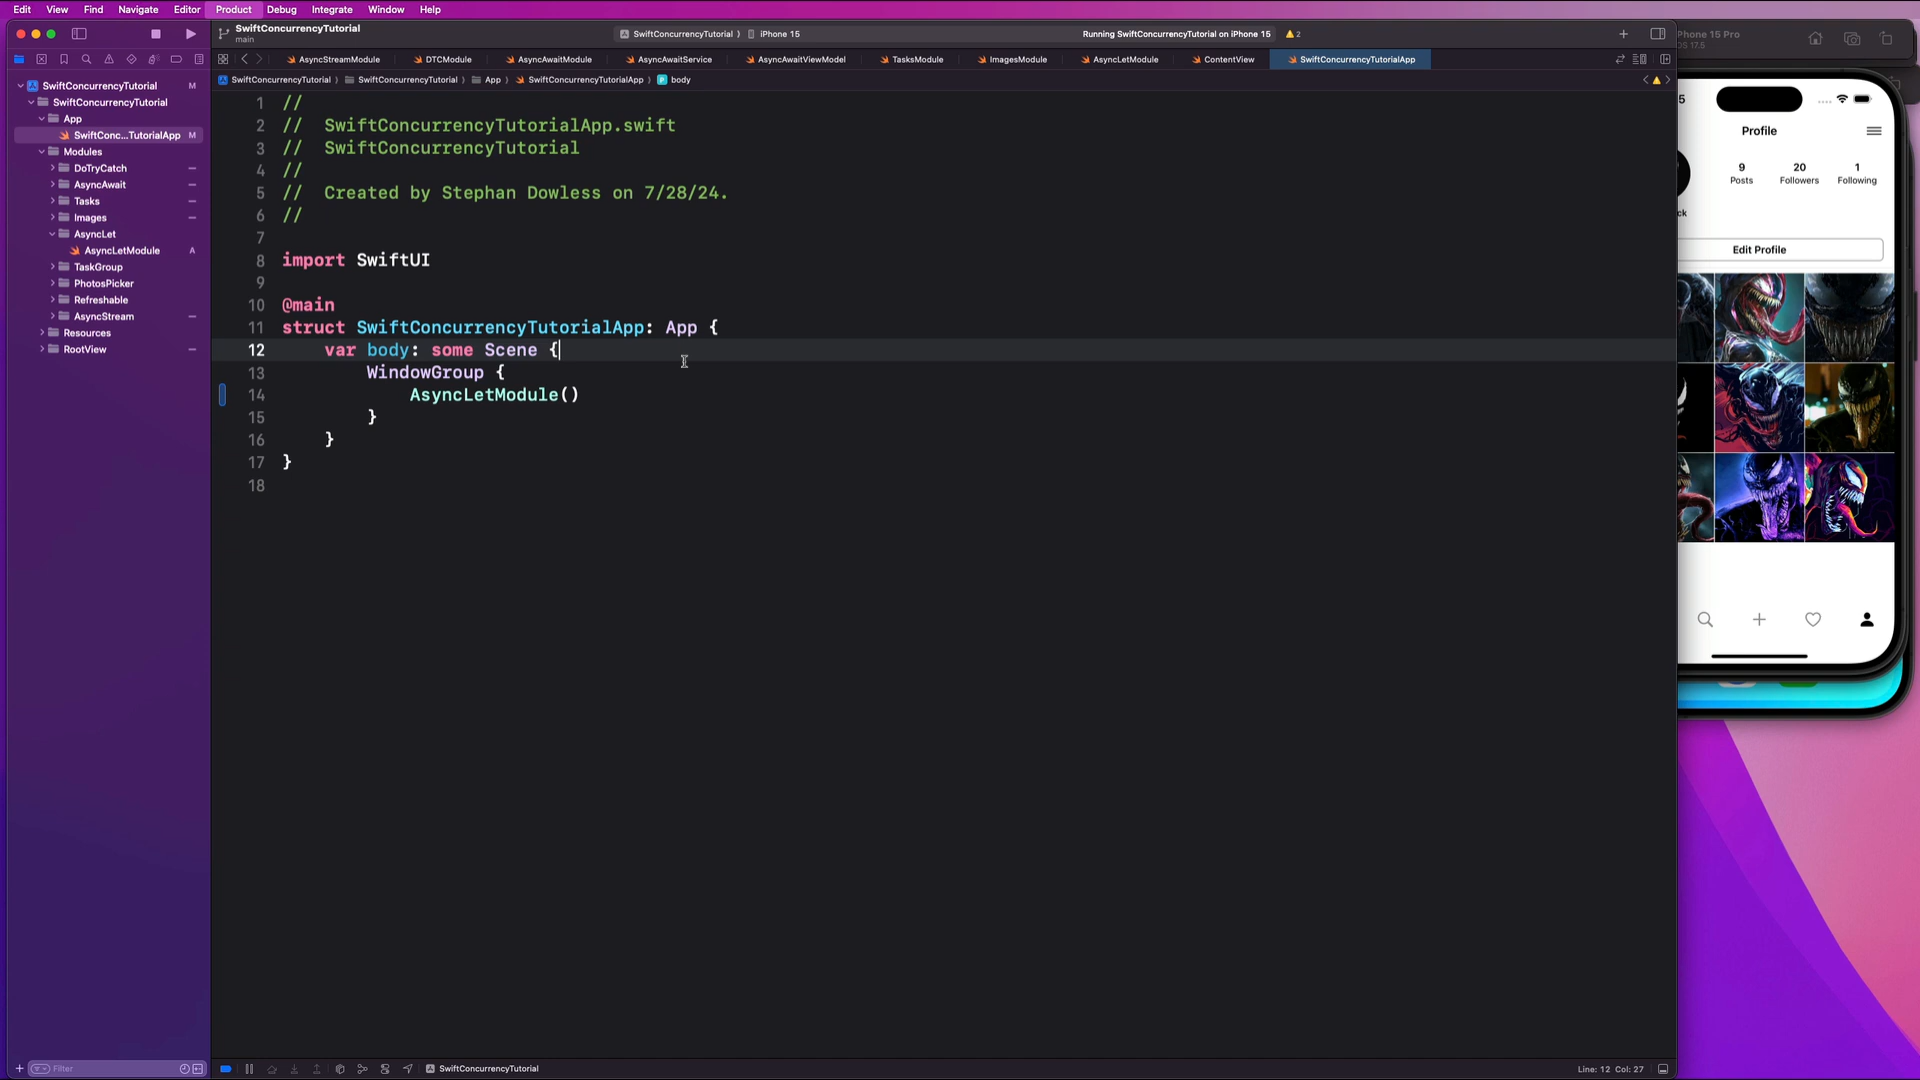 Edit View Find Navigate Editor Product Debug Integrate Window Help
SwiftConcurrencyTutorial
main
SwiftConcurrencyTutorial 〉 iPhone 15
Running SwiftConcurrencyTutorial on iPhone 15
2
AsyncStreamModule DTCModule AsyncAwaitModule AsyncAwaitService AsyncAwaitViewModel TasksModule ImagesModule AsyncLetModule ContentView SwiftConcurrencyTutorialApp
SwiftConcurrencyTutorial 〉 SwiftConcurrencyTutorial 〉 App 〉 SwiftConcurrencyTutorialApp 〉 P body
SwiftConcurrencyTutorial M
SwiftConcurrencyTutorial
App
SwiftConc...TutorialApp M
Modules
DoTryCatch
AsyncAwait
Tasks
Images
AsyncLet
AsyncLetModule A
TaskGroup
PhotosPicker
Refreshable
AsyncStream
Resources
RootView
Filter
1 //
2 // SwiftConcurrencyTutorialApp.swift
3 // SwiftConcurrencyTutorial
4 //
5 // Created by Stephan Dowless on 7/28/24.
6 //
7
8 import SwiftUI
9
10 @main
11 struct SwiftConcurrencyTutorialApp: App {
12 var body: some Scene {
13 WindowGroup {
14 AsyncLetModule()
15 }
16 }
17 }
18
SwiftConcurrencyTutorial
Line: 12 Col: 27
Phone 15 Pro
OS 17.5
5
Profile
9 20 1
Posts Followers Following
ck
Edit Profile